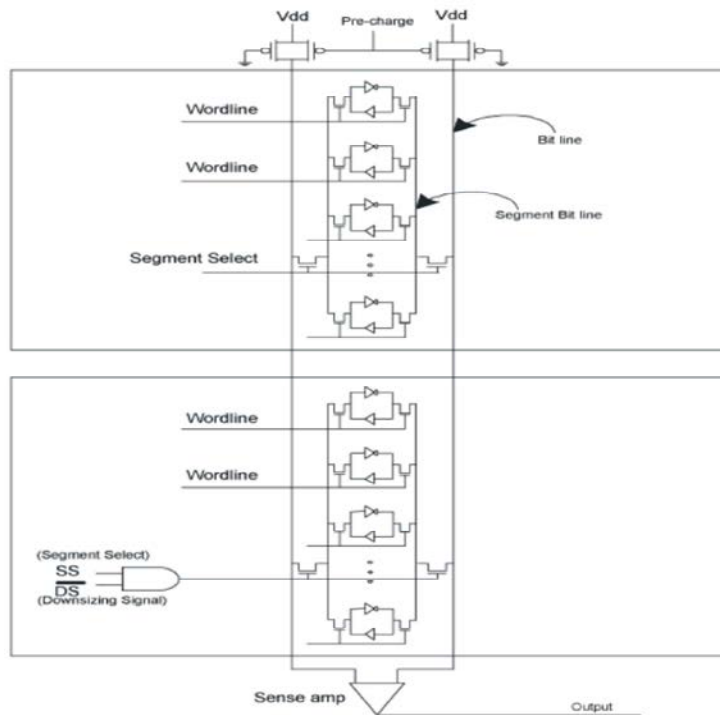 Vdd
Pre-charge
Vdd
Wordline
Bit line
Wordline
Segment Bit line
Segment Select
Wordline
Wordline
(Segment Select)
SS
DS
(Downsizing Signal)
Sense amp
Output